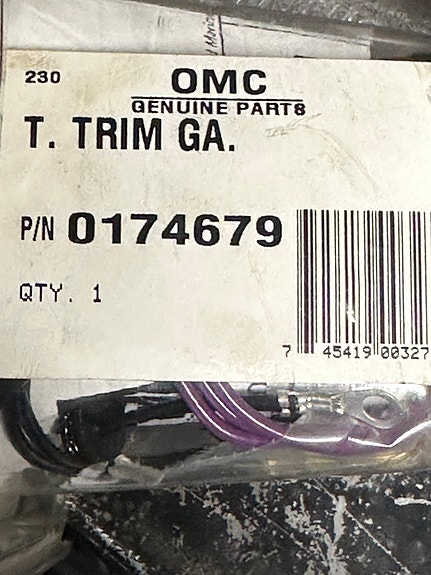 230
OMC
GENUINE PARTS
T. TRIM GA.
P/N 0174679
QTY. 1
7 45419 00327